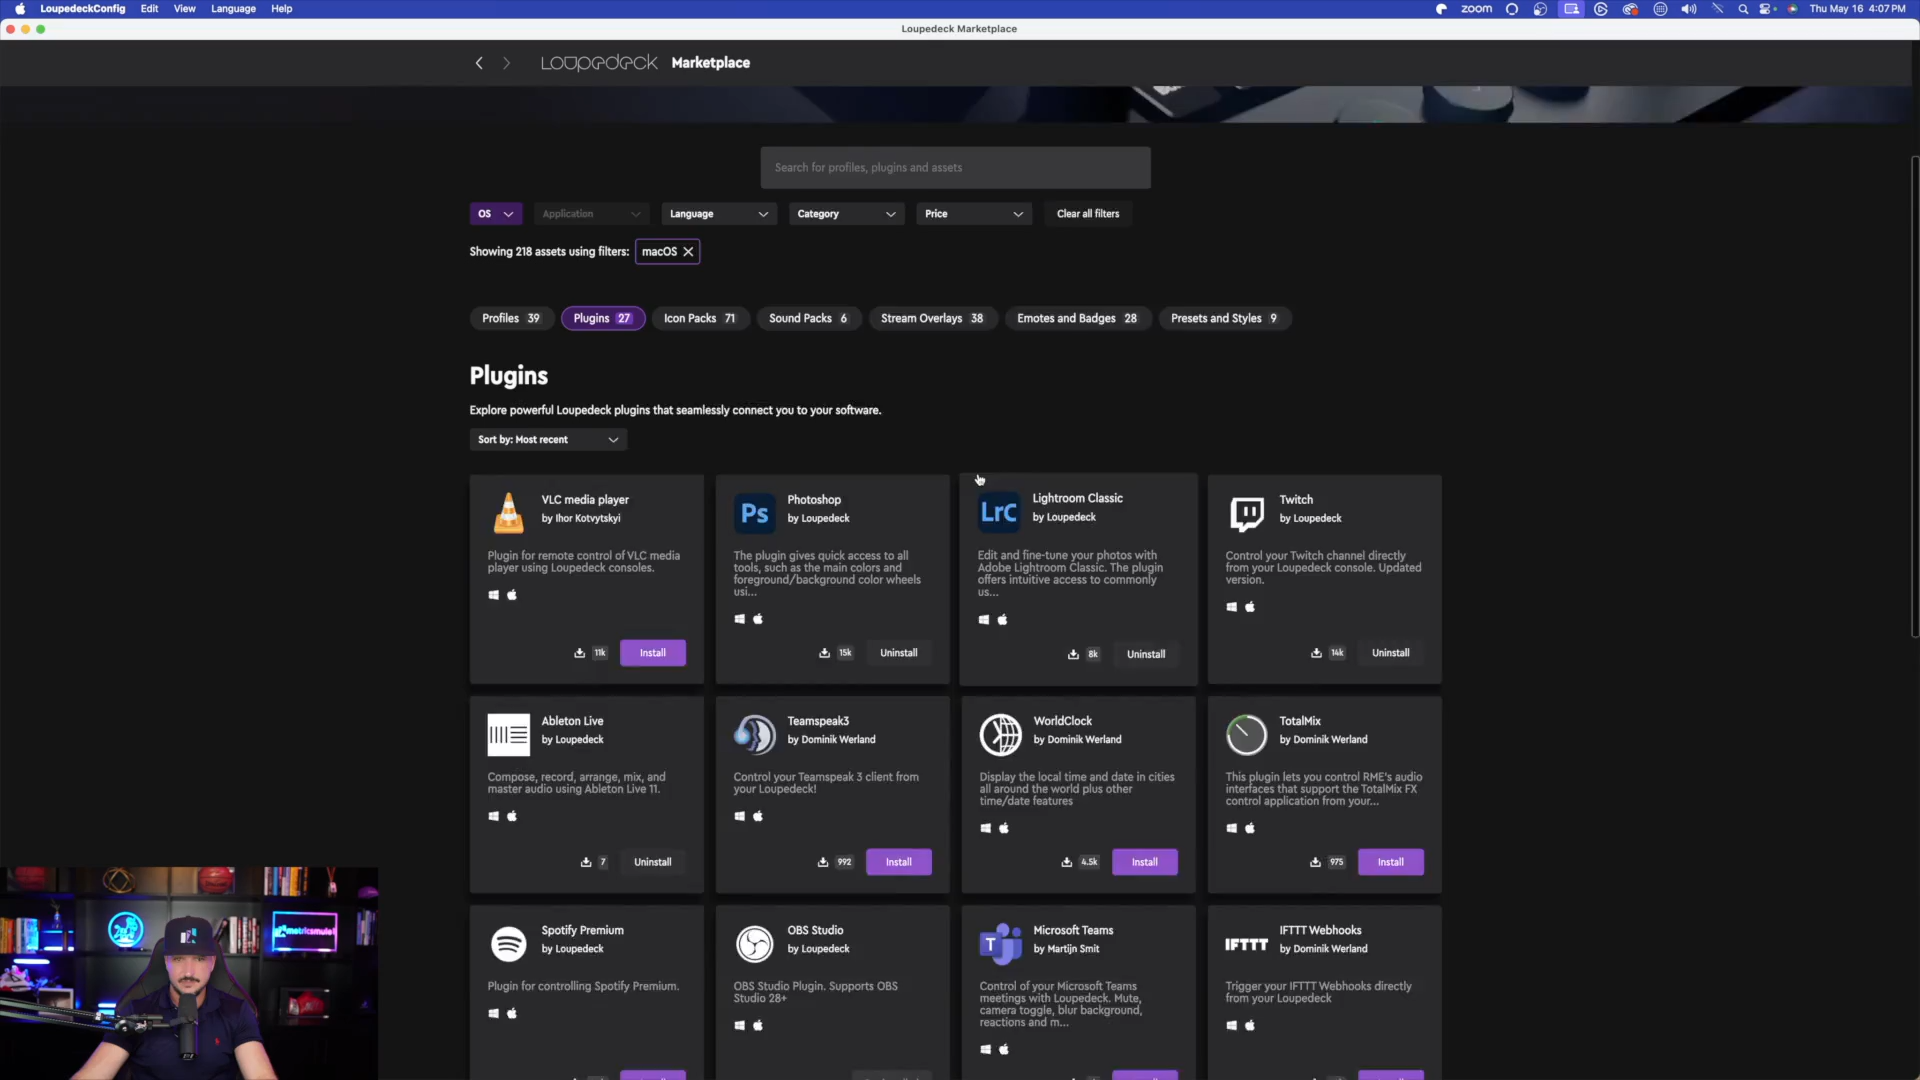 LoupedeckConfig Edit View Language Help
zoom Thu May 16 4:07 PM
Loupedeck Marketplace
Loupedeck Marketplace
Search for profiles, plugins and assets
OS Application Language Category Price Clear all filters
Showing 218 assets using filters: macOS
Profiles 39 Plugins 27 Icon Packs 71 Sound Packs 6 Stream Overlays 38 Emotes and Badges 28 Presets and Styles 9
Plugins
Explore powerful Loupedeck plugins that seamlessly connect you to your software.
Sort by: Most recent
VLC media player
by Ihor Kotvytskyi
Plugin for remote control of VLC media
player using Loupedeck consoles.
11k Install
Ps
Photoshop
by Loupedeck
The plugin gives quick access to all
tools, such as the main colors and
foreground/background color wheels
usi...
15k Uninstall
LrC
Lightroom Classic
by Loupedeck
Edit and fine-tune your photos with
Adobe Lightroom Classic. The plugin
offers intuitive access to commonly
us...
8k Uninstall
Twitch
by Loupedeck
Control your Twitch channel directly
from your Loupedeck console. Updated
version.
14k Uninstall
Ableton Live
by Loupedeck
Compose, record, arrange, mix, and
master audio using Ableton Live 11.
7 Uninstall
Teamspeak3
by Dominik Werland
Control your Teamspeak 3 client from
your Loupedeck!
992 Install
WorldClock
by Dominik Werland
Display the local time and date in cities
all around the world plus other
time/date features
4.5k Install
TotalMix
by Dominik Werland
This plugin lets you control RME's audio
interfaces that support the TotalMix FX
control application from your...
975 Install
Spotify Premium
by Loupedeck
Plugin for controlling Spotify Premium.
OBS Studio
by Loupedeck
OBS Studio Plugin. Supports OBS
Studio 28+
T
Microsoft Teams
by Martijn Smit
Control of your Microsoft Teams
meetings with Loupedeck. Mute,
camera toggle, blur background,
reactions and m...
IFTTT
IFTTT Webhooks
by Dominik Werland
Trigger your IFTTT Webhooks directly
from your Loupedeck
metricsmule